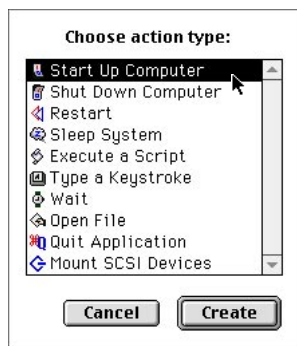 Choose action type:
Start Up Computer
Shut Down Computer
Restart
Sleep System
Execute a Script
Type a Keystroke
Wait
Open File
Quit Application
Mount SCSI Devices
Cancel Create